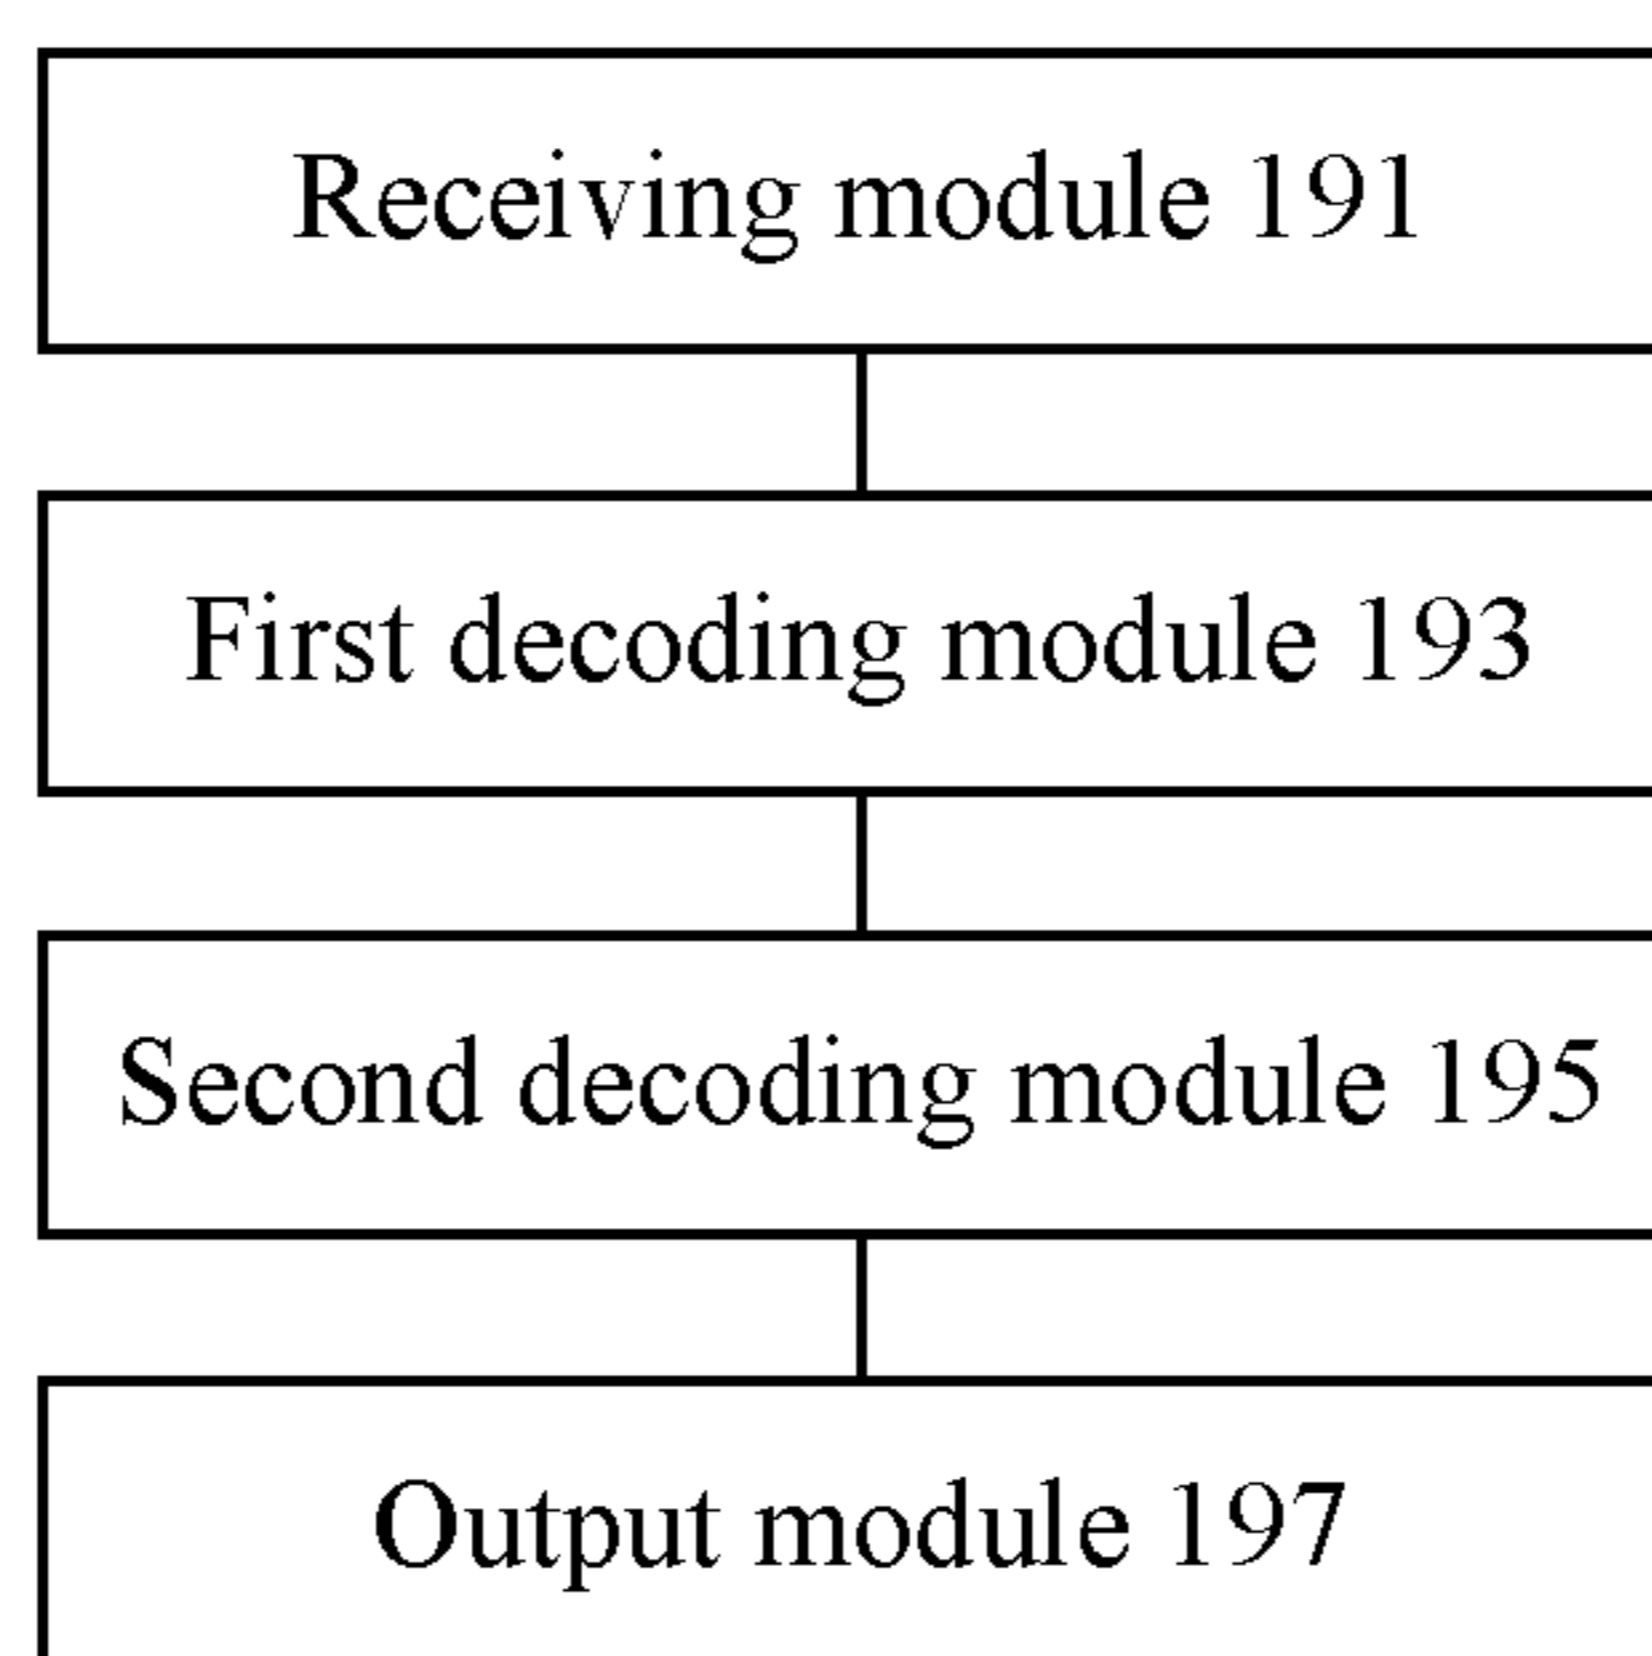 Receiving module 191
First decoding module 193
Second decoding module 195
Output module 197